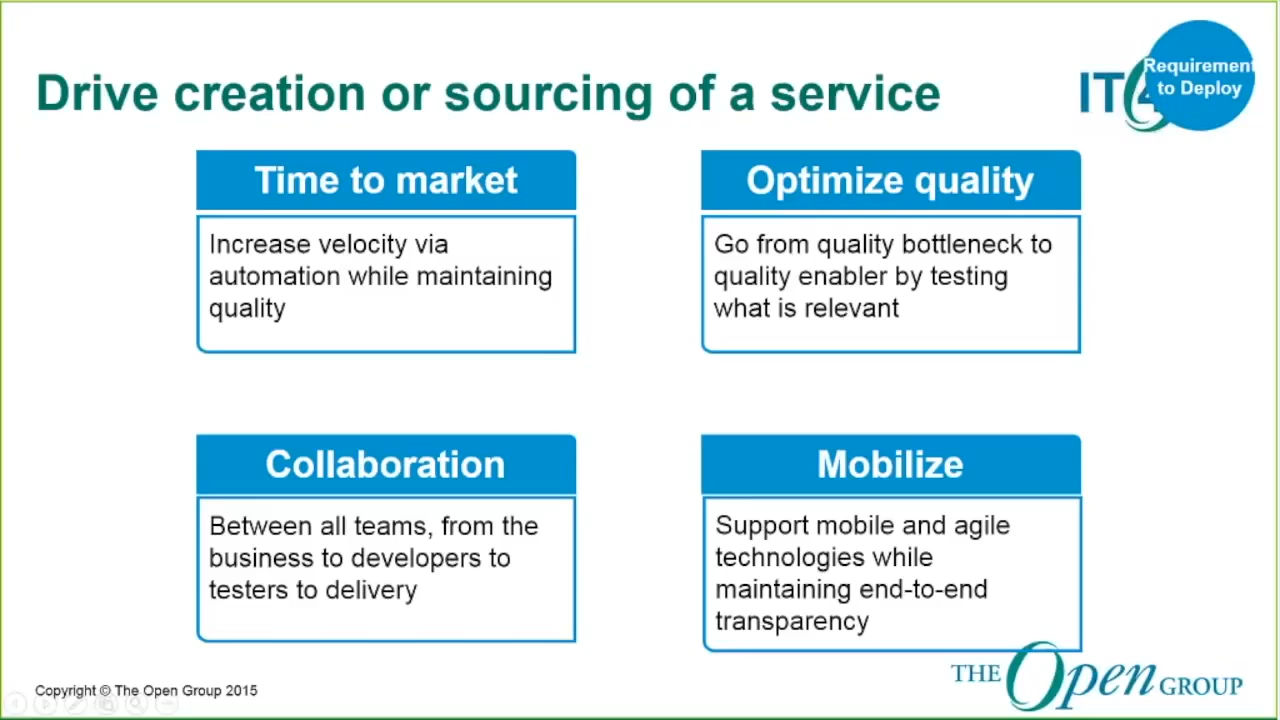 Drive creation or sourcing of a service
IT4
Requirement
to Deploy
Time to market
Increase velocity via
automation while maintaining
quality
Optimize quality
Go from quality bottleneck to
quality enabler by testing
what is relevant
Collaboration
Between all teams, from the
business to developers to
testers to delivery
Mobilize
Support mobile and agile
technologies while
maintaining end-to-end
transparency
Copyright © The Open Group 2015
THE Open GROUP